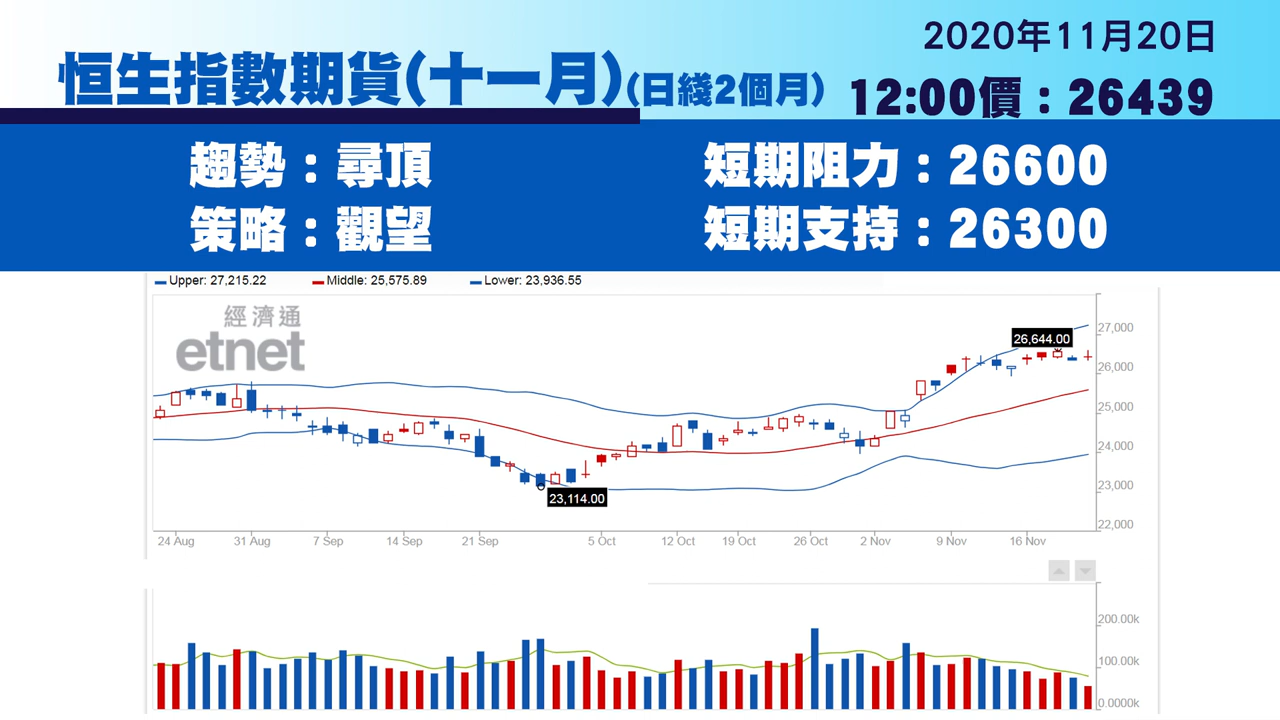 2020年11月20日
恒生指數期貨(十一月)(日綫2個月)
12:00價:26439
趨勢:尋頂
短期阻力:26600
策略:觀望
短期支持:26300
Upper: 27,215.22 Middle: 25,575.89 Lower: 23,936.55
經濟通
etnet
26,644.00
23,114.00
27,000
26,000
25,000
24,000
23,000
22,000
24 Aug 31 Aug 7 Sep 14 Sep 21 Sep 5 Oct 12 Oct 19 Oct 26 Oct 2 Nov 9 Nov 16 Nov
200.00k
100.00k
0.0000k